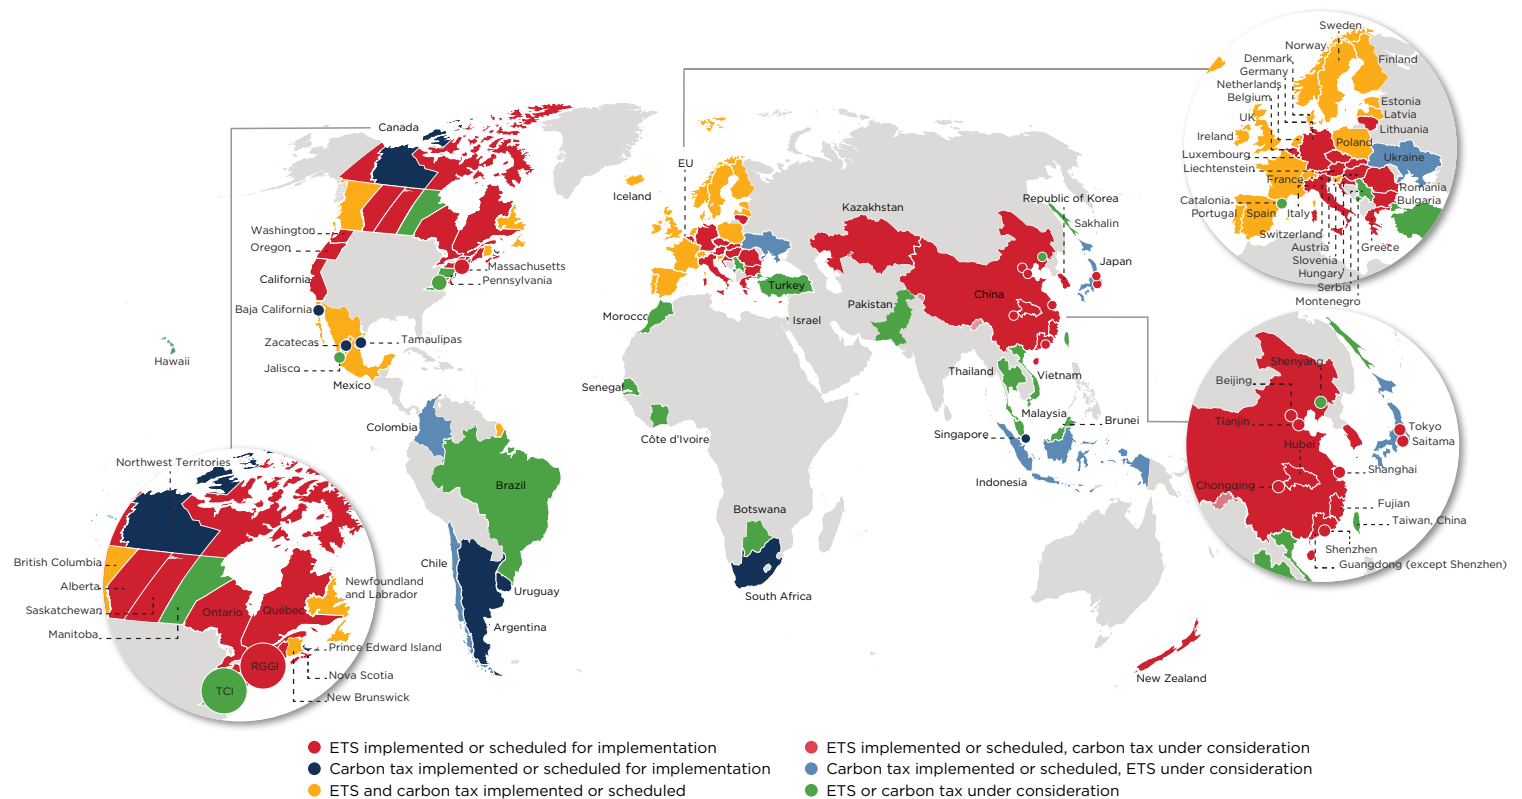 Canada
Washington
Oregon
California
Baja California
Zacatecas
Jalisco
Mexico
Tamaulipas
Massachusetts
Pennsylvania
Hawaii
Colombia
Brazil
Chile
Uruguay
Argentina
EU
Iceland
Morocco
Senegal
Côte d'Ivoire
Botswana
South Africa
Turkey
Israel
Kazakhstan
Pakistan
China
Republic of Korea
Sakhalin
Japan
Thailand
Vietnam
Malaysia
Singapore
Brunei
Indonesia
New Zealand
Sweden
Norway
Denmark
Germany
Netherlands
Belgium
UK
Ireland
Luxembourg
Liechtenstein
France
Catalonia
Portugal
Spain
Italy
Switzerland
Austria
Slovenia
Hungary
Serbia
Montenegro
Finland
Estonia
Latvia
Lithuania
Poland
Ukraine
Romania
Bulgaria
Greece
Shenyang
Beijing
Tianjin
Hubei
Chongqing
Tokyo
Saitama
Shanghai
Fujian
Taiwan, China
Shenzhen
Guangdong (except Shenzhen)
Northwest Territories
British Columbia
Alberta
Saskatchewan
Manitoba
Ontario
Québec
Newfoundland
and Labrador
Prince Edward Island
Nova Scotia
New Brunswick
RGGI
TCI
ETS implemented or scheduled for implementation
Carbon tax implemented or scheduled for implementation
ETS and carbon tax implemented or scheduled
ETS implemented or scheduled, carbon tax under consideration
Carbon tax implemented or scheduled, ETS under consideration
ETS or carbon tax under consideration